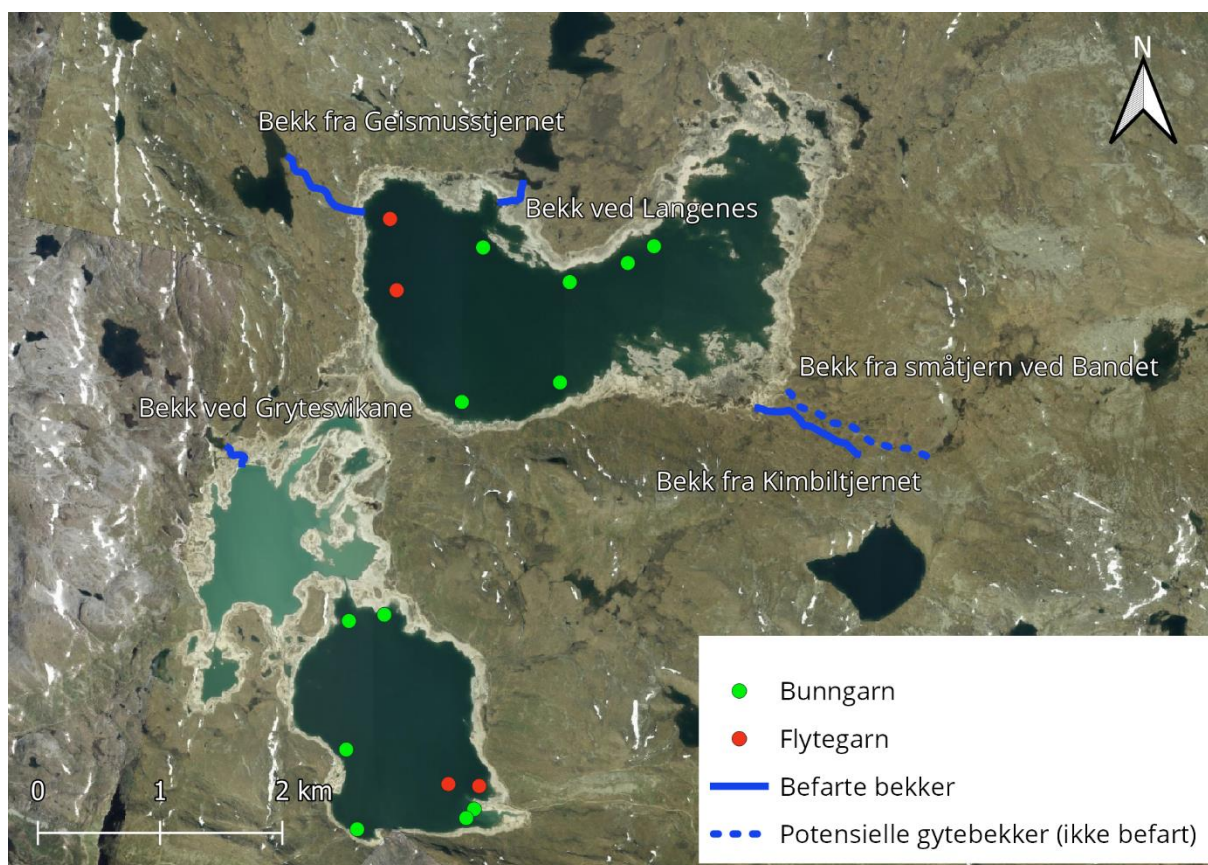 N
Bekk fra Geismusstjernet
Bekk ved Langenes
Bekk fra småtjern ved Bandet
Bekk ved Grytesvikane
Bekk fra Kimbiltjernet
Bunngarn
Flytegarn
Befarte bekker
Potensielle gytebekker (ikke befart)
0 1 2 km